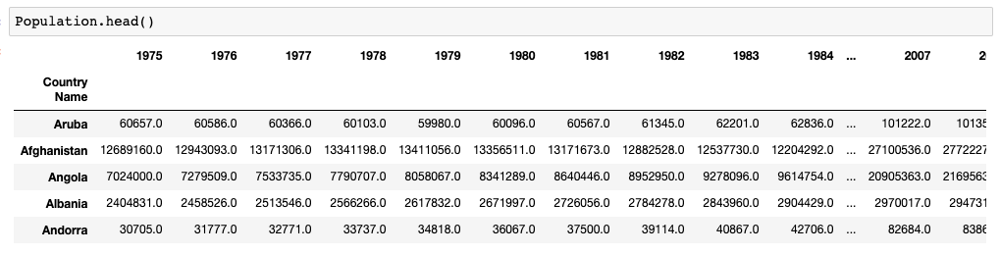 Population.head()
1975 1976 1977 1978 1979 1980 1981 1982 1983 1984 ... 2007
Country
Name
Aruba 60657.0 60586.0 60366.0 60103.0 59980.0 60096.0 60567.0 61345.0 62201.0 62836.0 ... 101222.0 10135
Afghanistan 12689160.0 12943093.0 13171306.0 13341198.0 13411056.0 13356511.0 13171673.0 12882528.0 12537730.0 12204292.0 ... 27100536.0 2772227
Angola 7024000.0 7279509.0 7533735.0 7790707.0 8058067.0 8341289.0 8640446.0 8952950.0 9278096.0 9614754.0 ... 20905363.0 2169563
Albania 2404831.0 2458526.0 2513546.0 2566266.0 2617832.0 2671997.0 2726056.0 2784278.0 2843960.0 2904429.0 ... 2970017.0 294731
Andorra 30705.0 31777.0 32771.0 33737.0 34818.0 36067.0 37500.0 39114.0 40867.0 42706.0 ... 82684.0 8386